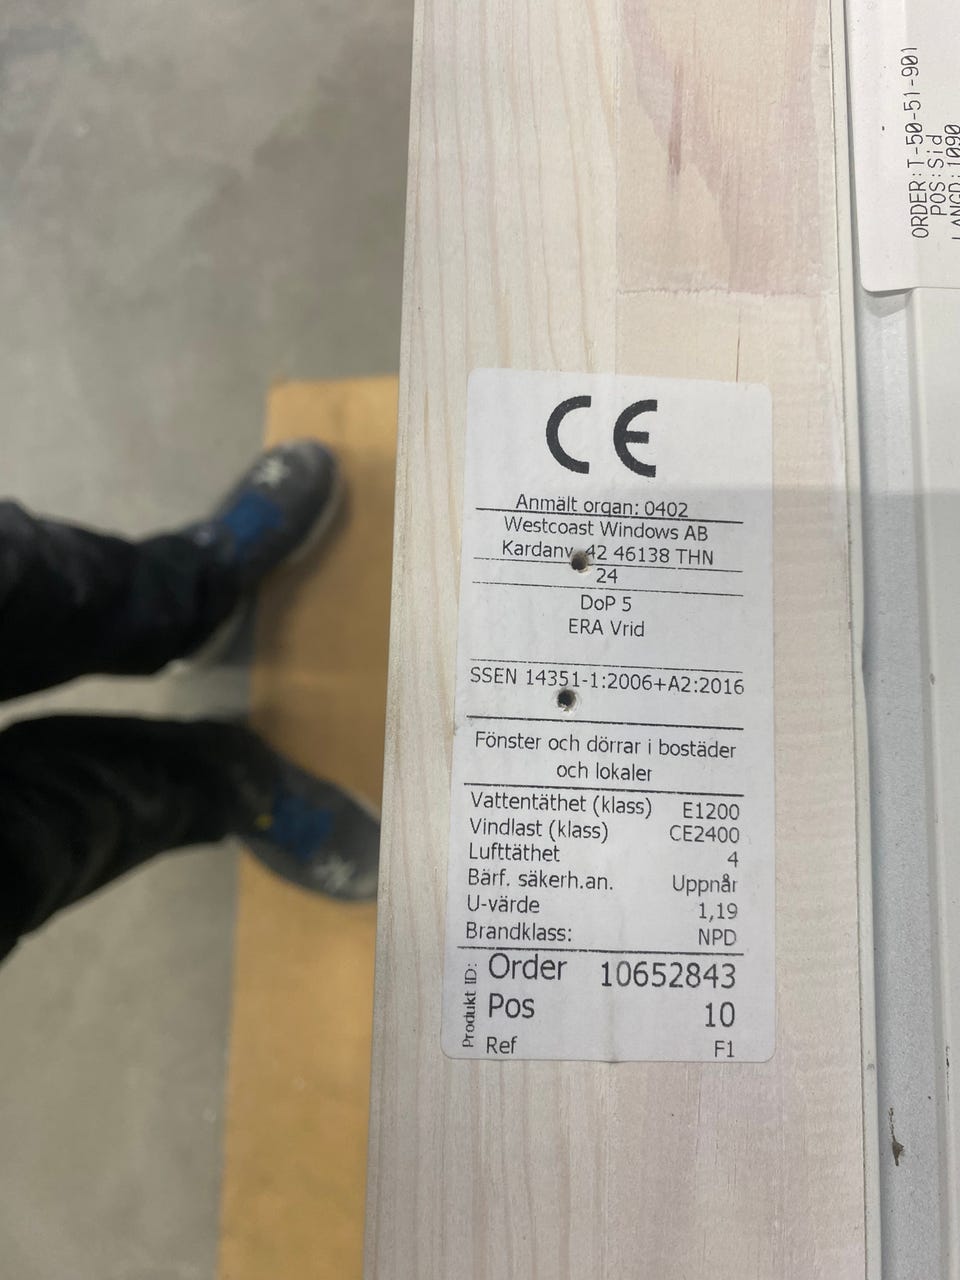 CE
Anmält organ: 0402
Westcoast Windows AB
Kardanv 42 46138 THN
24
DoP 5
ERA Vrid
SSEN 14351-1:2006+A2:2016
Fönster och dörrar i bostäder
och lokaler
Vattentäthet (klass) E1200
Vindlast (klass) CE2400
Lufttäthet 4
Bärf. säkerh.an. Uppnår
U-värde 1,19
Brandklass: NPD
Produkt ID:
Order 10652843
Pos 10
Ref F1
ORDER:T-50-51-901
POS:Sid
LANGD:1090